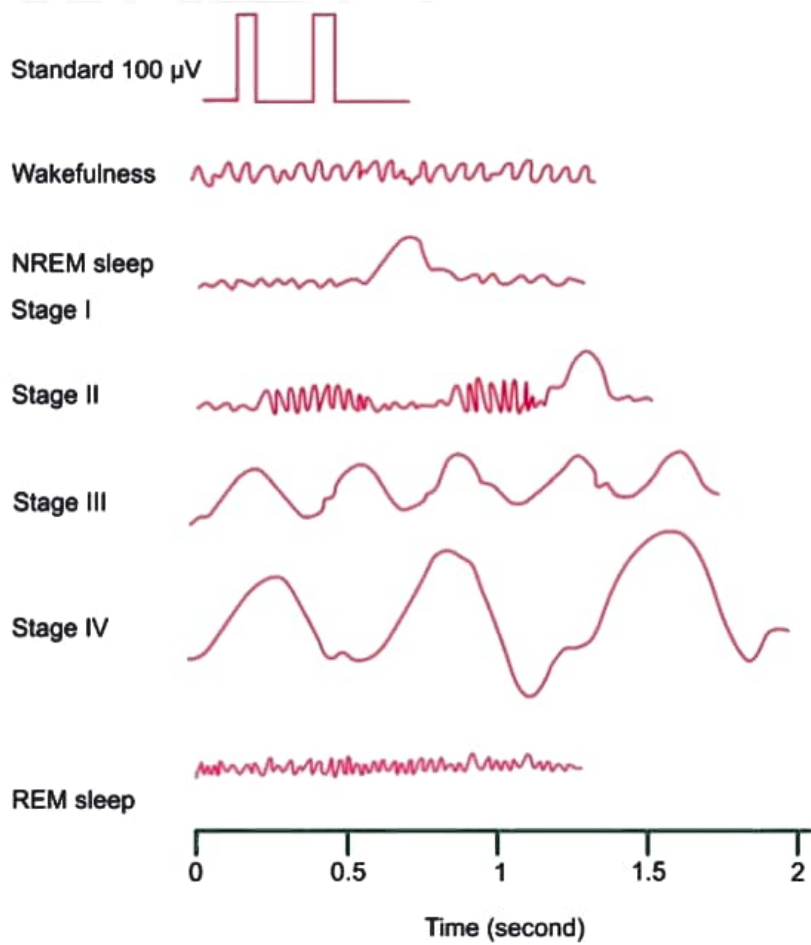 Standard 100 µV
Wakefulness
NREM sleep
Stage I
Stage II
Stage III
Stage IV
REM sleep
0 0.5 1 1.5 2
Time (second)